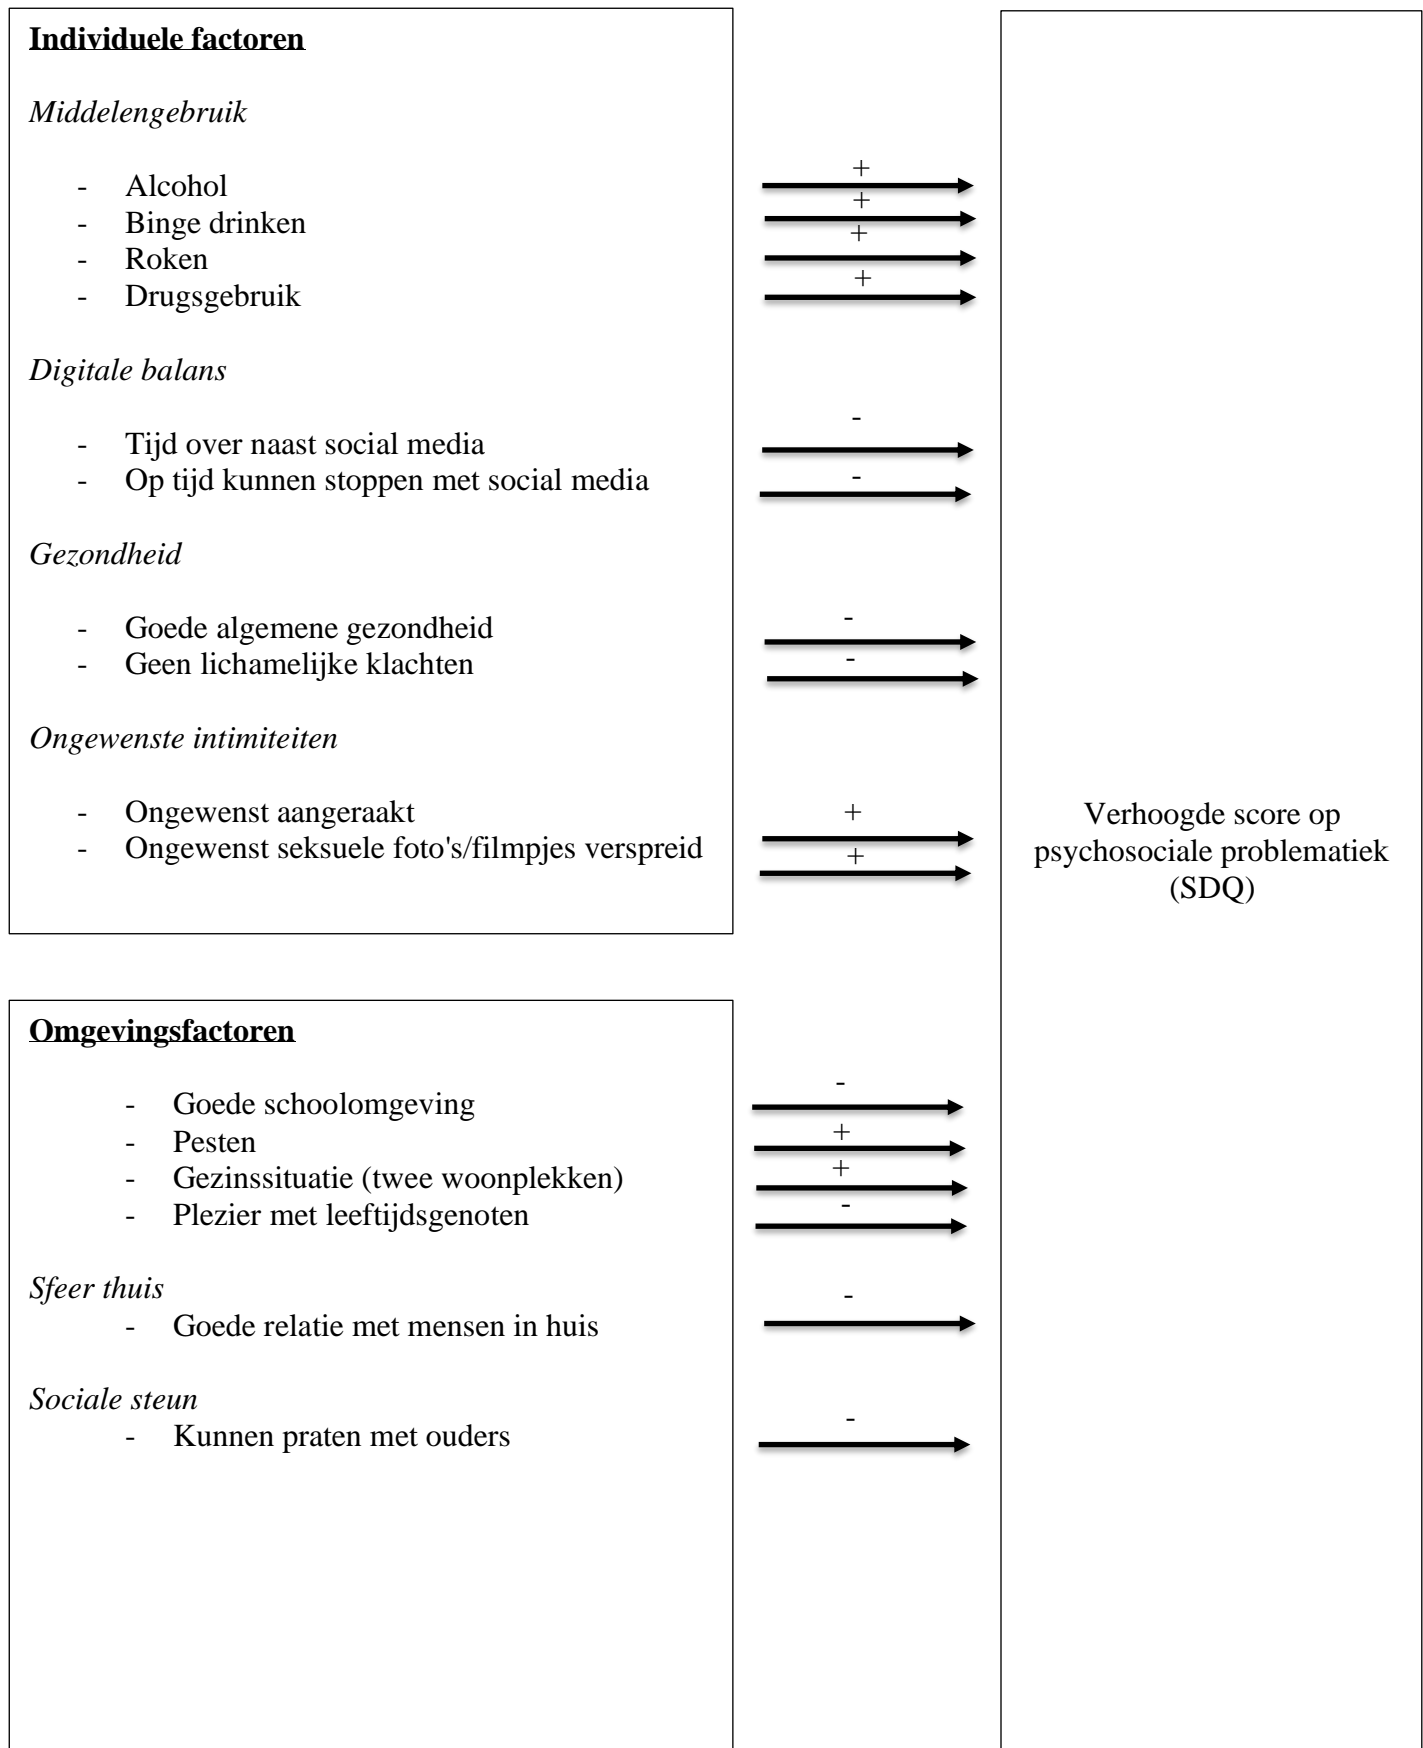 Individuele factoren
Middelengebruik
- Alcohol
+
- Binge drinken
+
- Roken
+
- Drugsgebruik
+
Digitale balans
- Tijd over naast social media
-
- Op tijd kunnen stoppen met social media
-
Gezondheid
- Goede algemene gezondheid
-
- Geen lichamelijke klachten
-
Ongewenste intimiteiten
- Ongewenst aangeraakt
+
- Ongewenst seksuele foto's/filmpjes verspreid
+
Verhoogde score op
psychosociale problematiek
(SDQ)
Omgevingsfactoren
- Goede schoolomgeving
-
- Pesten
+
- Gezinssituatie (twee woonplekken)
+
- Plezier met leeftijdsgenoten
-
Sfeer thuis
- Goede relatie met mensen in huis
-
Sociale steun
- Kunnen praten met ouders
-